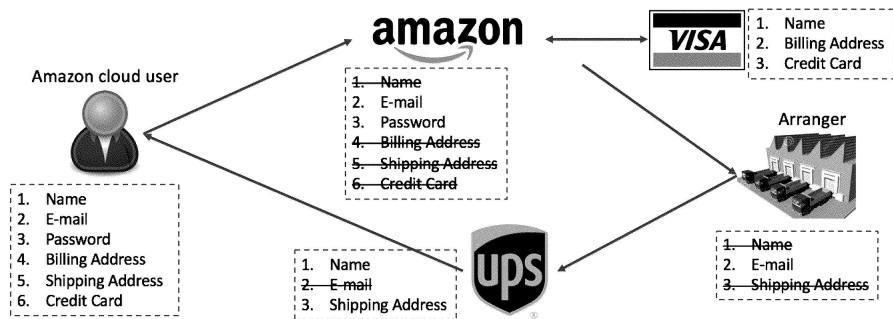 amazon
VISA
1. Name
2. Billing Address
3. Credit Card
Amazon cloud user
1. Name
2. E-mail
3. Password
4. Billing Address
5. Shipping Address
6. Credit Card
Arranger
1. Name
2. E-mail
3. Password
4. Billing Address
5. Shipping Address
6. Credit Card
1. Name
2. E-mail
3. Shipping Address
ups
®
1. Name
2. E-mail
3. Shipping Address